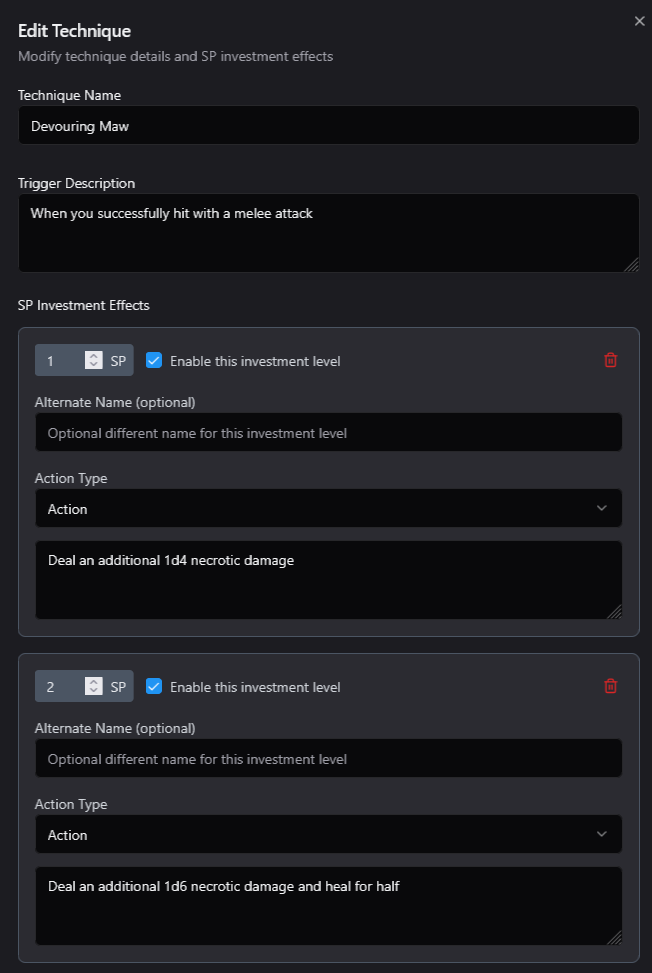 Edit Technique
Modify technique details and SP investment effects
Technique Name
Devouring Maw
Trigger Description
When you successfully hit with a melee attack
SP Investment Effects
1 SP Enable this investment level
Alternate Name (optional)
Optional different name for this investment level
Action Type
Action
Deal an additional 1d4 necrotic damage
2 SP Enable this investment level
Alternate Name (optional)
Optional different name for this investment level
Action Type
Action
Deal an additional 1d6 necrotic damage and heal for half